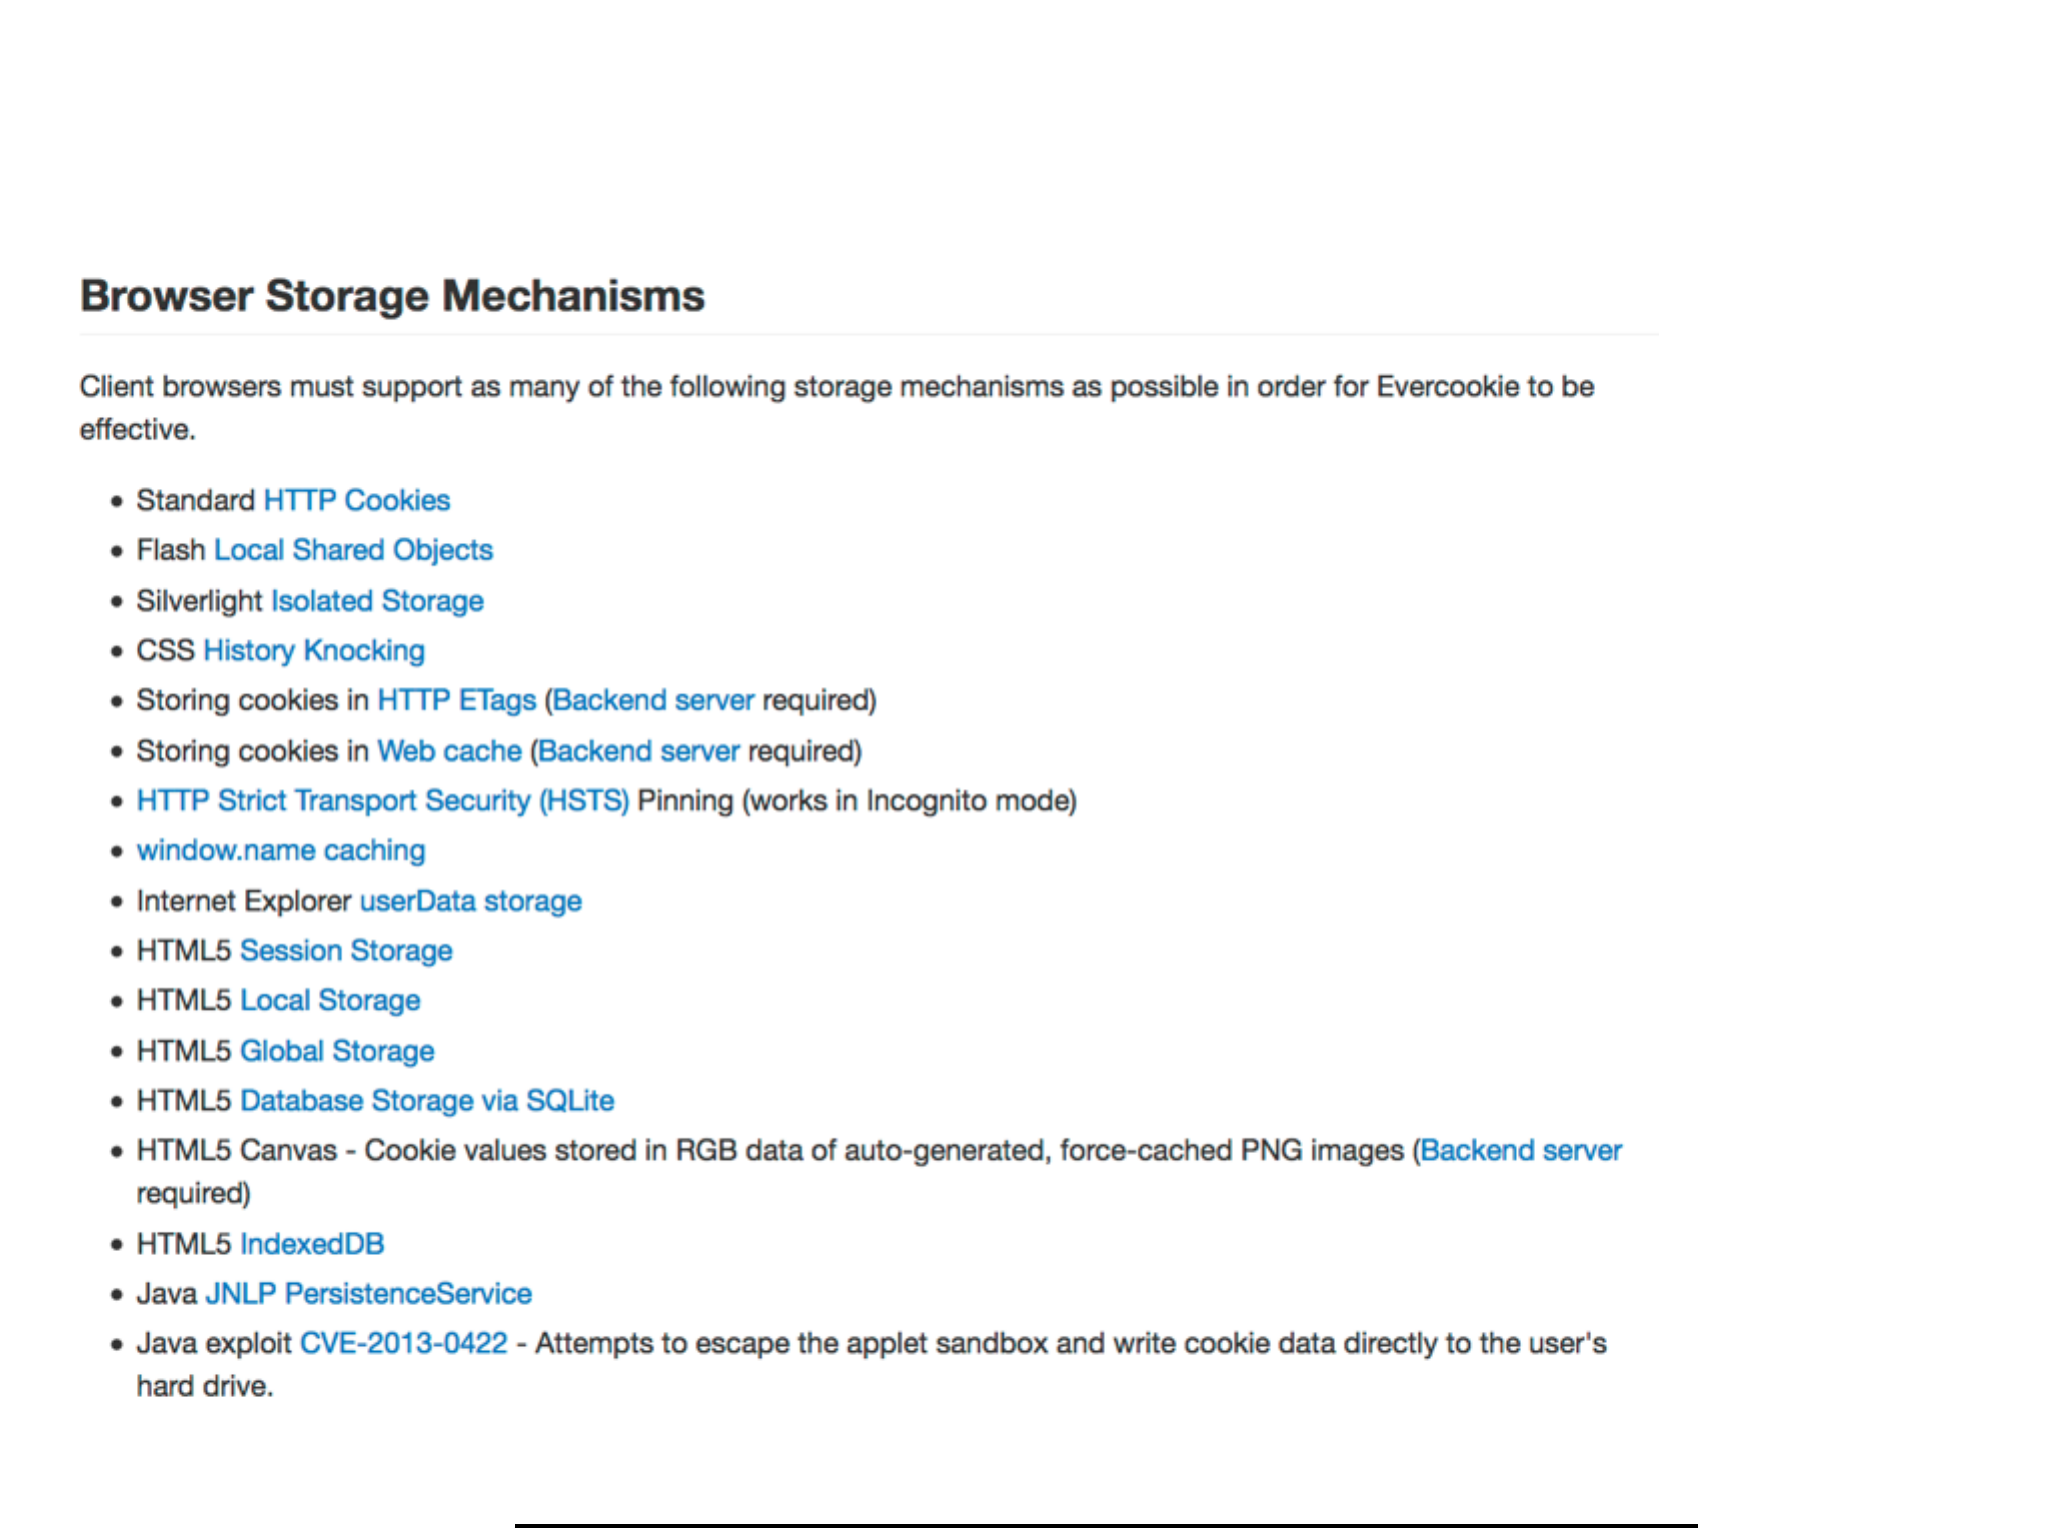 Browser Storage Mechanisms
Client browsers must support as many of the following storage mechanisms as possible in order for Evercookie to be
effective.
• Standard HTTP Cookies
• Flash Local Shared Objects
• Silverlight Isolated Storage
• CSS History Knocking
• Storing cookies in HTTP ETags (Backend server required)
• Storing cookies in Web cache (Backend server required)
• HTTP Strict Transport Security (HSTS) Pinning (works in Incognito mode)
• window.name caching
• Internet Explorer userData storage
• HTML5 Session Storage
• HTML5 Local Storage
• HTML5 Global Storage
• HTML5 Database Storage via SQLite
• HTML5 Canvas - Cookie values stored in RGB data of auto-generated, force-cached PNG images (Backend server
required)
• HTML5 IndexedDB
• Java JNLP PersistenceService
• Java exploit CVE-2013-0422 - Attempts to escape the applet sandbox and write cookie data directly to the user's
hard drive.